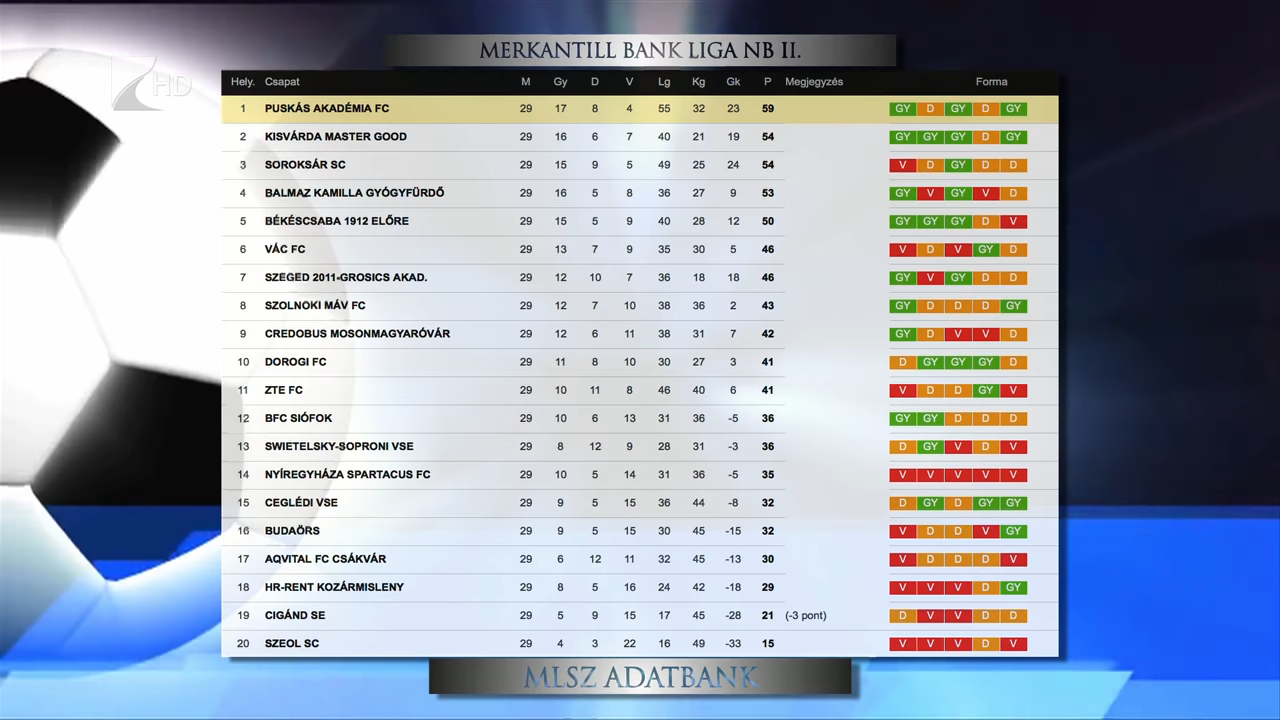 MERKANTILL BANK LIGA NB II.
HD
Hely. Csapat M Gy D V Lg Kg Gk P Megjegyzés Forma
1 PUSKÁS AKADÉMIA FC 29 17 8 4 55 32 23 59 GY D GY D GY
2 KISVÁRDA MASTER GOOD 29 16 6 7 40 21 19 54 GY GY GY D GY
3 SOROKSÁR SC 29 15 9 5 49 25 24 54 V D GY D D
4 BALMAZ KAMILLA GYÓGYFÜRDŐ 29 16 5 8 36 27 9 53 GY V GY V D
5 BÉKÉSCSABA 1912 ELŐRE 29 15 5 9 40 28 12 50 GY GY GY D V
6 VÁC FC 29 13 7 9 35 30 5 46 V D V GY D
7 SZEGED 2011-GROSICS AKAD. 29 12 10 7 36 18 18 46 GY V GY D D
8 SZOLNOKI MÁV FC 29 12 7 10 38 36 2 43 GY D D D GY
9 CREDOBUS MOSONMAGYARÓVÁR 29 12 6 11 38 31 7 42 GY D V V D
10 DOROGI FC 29 11 8 10 30 27 3 41 D GY GY GY D
11 ZTE FC 29 10 11 8 46 40 6 41 V D D GY V
12 BFC SIÓFOK 29 10 6 13 31 36 -5 36 GY GY D D D
13 SWIETELSKY-SOPRONI VSE 29 8 12 9 28 31 -3 36 D GY V D V
14 NYÍREGYHÁZA SPARTACUS FC 29 10 5 14 31 36 -5 35 V V V V V
15 CEGLÉDI VSE 29 9 5 15 36 44 -8 32 D GY D GY GY
16 BUDAÖRS 29 9 5 15 30 45 -15 32 V D D V GY
17 AQVITAL FC CSÁKVÁR 29 6 12 11 32 45 -13 30 V D D D V
18 HR-RENT KOZÁRMISLENY 29 8 5 16 24 42 -18 29 V V V D GY
19 CIGÁND SE 29 5 9 15 17 45 -28 21 (-3 pont) D V V D D
20 SZEOL SC 29 4 3 22 16 49 -33 15 V V V D V
MLSZ ADATBANK